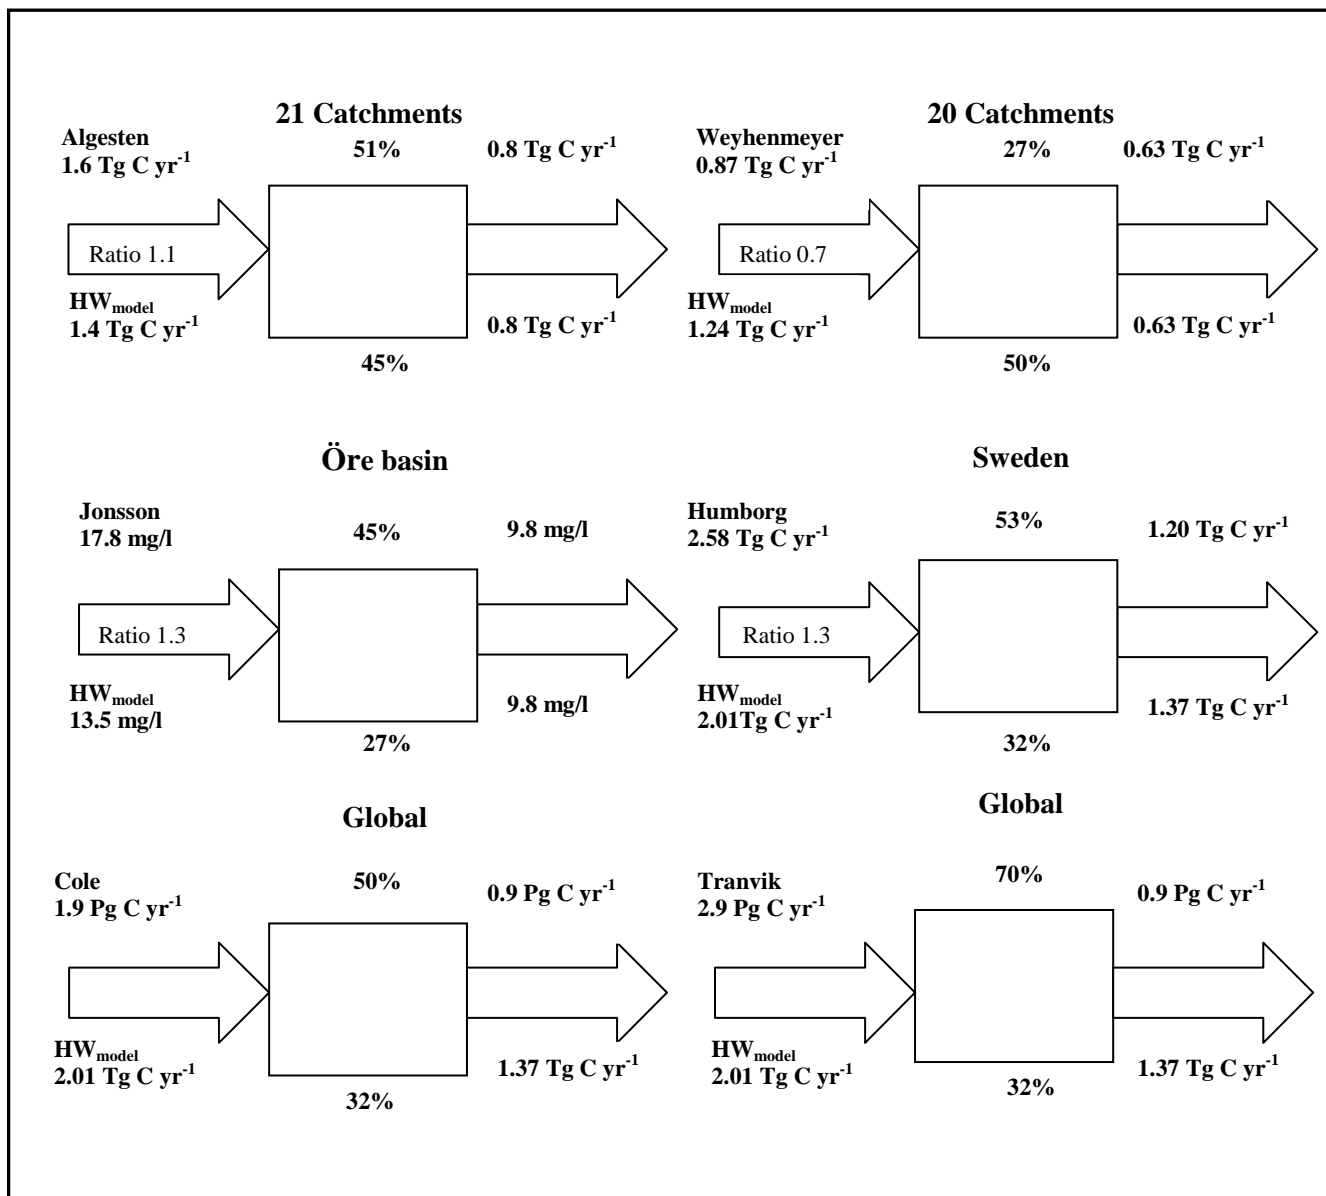 21 Catchments
Algesten
1.6 Tg C yr⁻¹
51%
0.8 Tg C yr⁻¹
Ratio 1.1
HWmodel
1.4 Tg C yr⁻¹
0.8 Tg C yr⁻¹
45%
20 Catchments
Weyhenmeyer
0.87 Tg C yr⁻¹
27%
0.63 Tg C yr⁻¹
Ratio 0.7
HWmodel
1.24 Tg C yr⁻¹
0.63 Tg C yr⁻¹
50%
Öre basin
Jonsson
17.8 mg/l
45%
9.8 mg/l
Ratio 1.3
HWmodel
13.5 mg/l
9.8 mg/l
27%
Sweden
Humborg
2.58 Tg C yr⁻¹
53%
1.20 Tg C yr⁻¹
Ratio 1.3
HWmodel
2.01Tg C yr⁻¹
1.37 Tg C yr⁻¹
32%
Global
Cole
1.9 Pg C yr⁻¹
50%
0.9 Pg C yr⁻¹
HWmodel
2.01 Tg C yr⁻¹
1.37 Tg C yr⁻¹
32%
Global
Tranvik
2.9 Pg C yr⁻¹
70%
0.9 Pg C yr⁻¹
HWmodel
2.01 Tg C yr⁻¹
1.37 Tg C yr⁻¹
32%